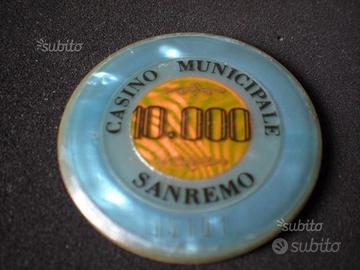 subito
CASINO MUNICIPALE
10.000
SANREMO
subito
subito